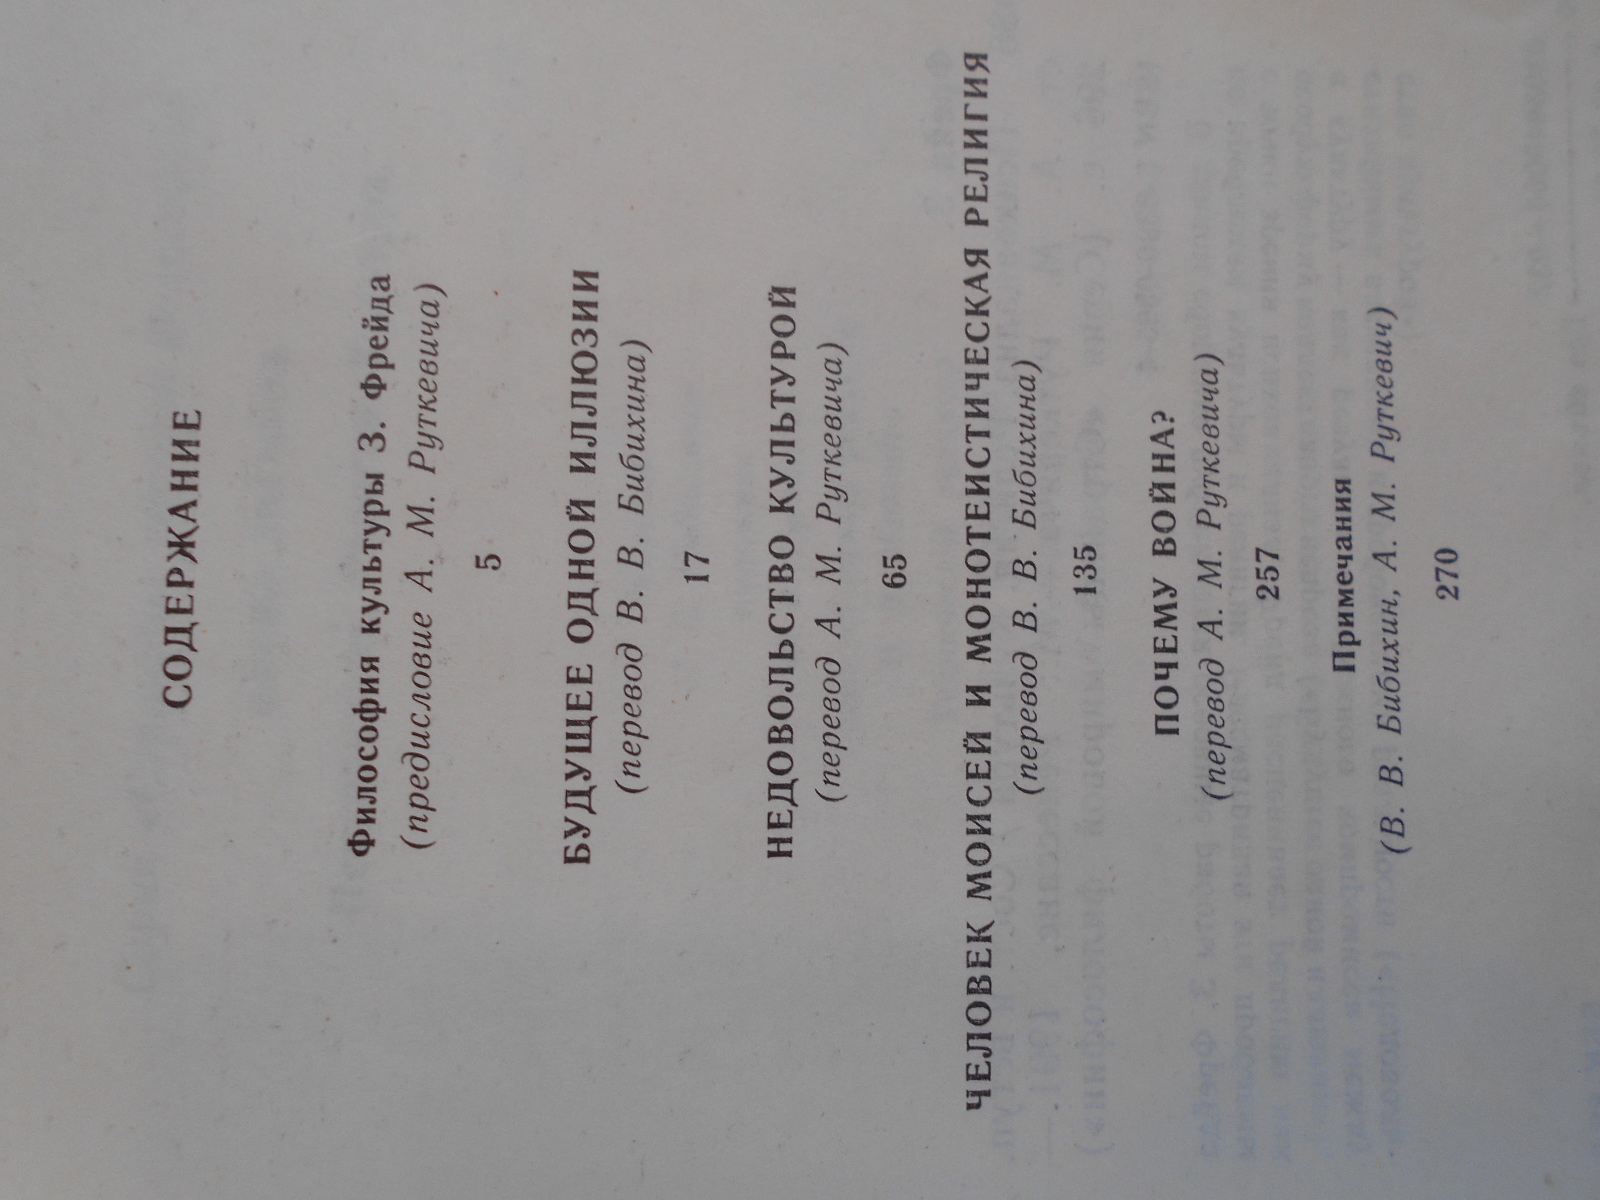 СОДЕРЖАНИЕ
Философия культуры З. Фрейда
(предисловие А. М. Руткевича)
5
БУДУЩЕЕ ОДНОЙ ИЛЛЮЗИИ
(перевод В. В. Бибихина)
17
НЕДОВОЛЬСТВО КУЛЬТУРОЙ
(перевод А. М. Руткевича)
65
ЧЕЛОВЕК МОИСЕЙ И МОНОТЕИСТИЧЕСКАЯ РЕЛИГИЯ
(перевод В. В. Бибихина)
135
ПОЧЕМУ ВОЙНА?
(перевод А. М. Руткевича)
257
Примечания
(В. В. Бибихин, А. М. Руткевич)
270